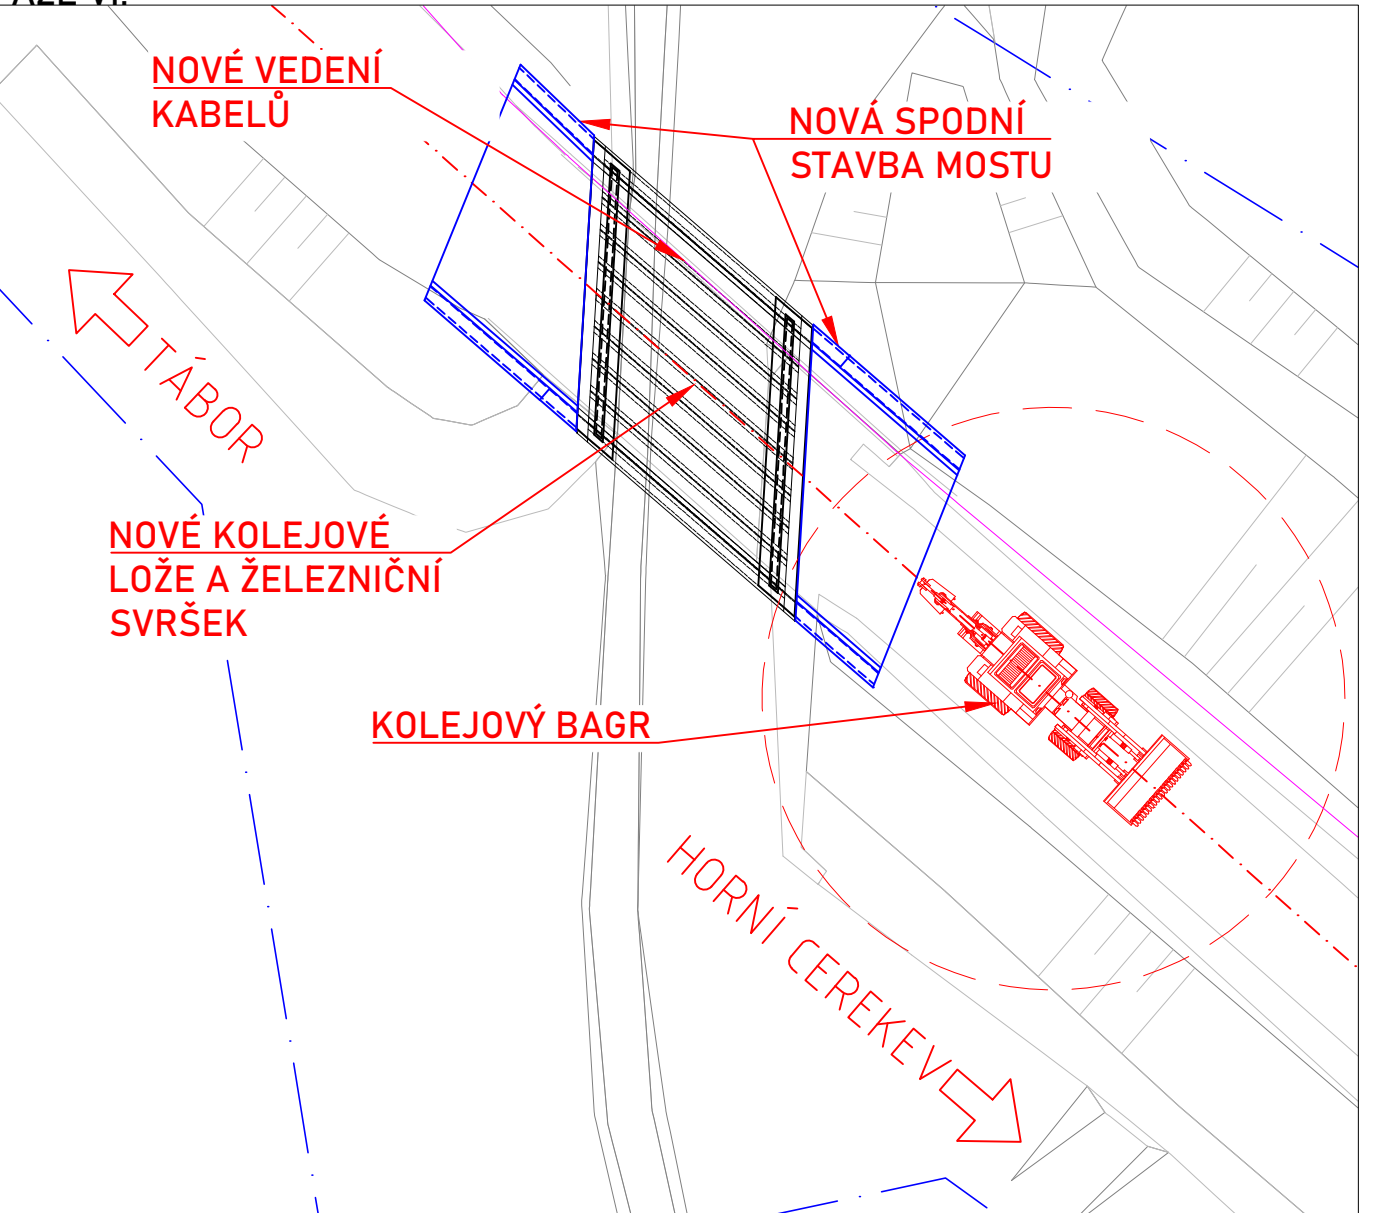 NOVÉ VEDENÍ
KABELŮ
NOVÁ SPODNÍ
STAVBA MOSTU
TÁBOR
NOVÉ KOLEJOVÉ
LOŽE A ŽELEZNIČNÍ
SVRŠEK
KOLEJOVÝ BAGR
HORNÍ CEREKEV